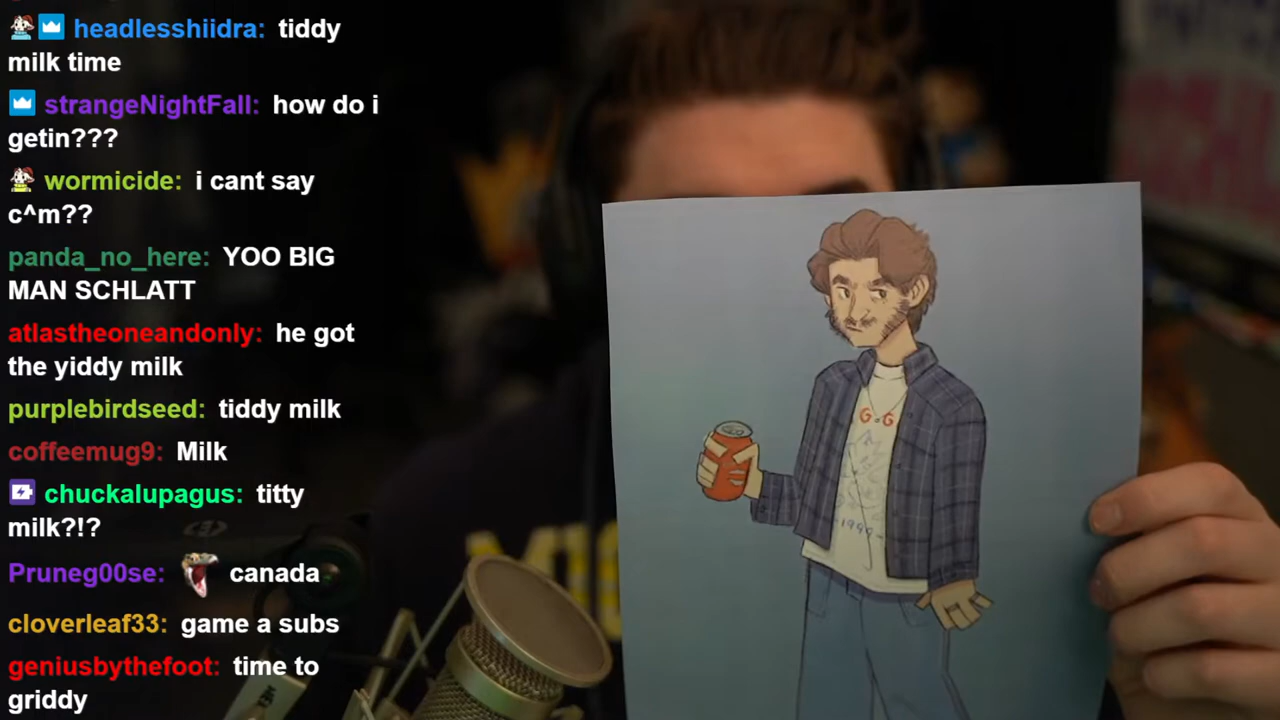 headlesshiidra: tiddy
milk time
strangeNightFall: how do i
getin???
wormicide: i cant say
c^m??
panda_no_here: YOO BIG
MAN SCHLATT
atlastheoneandonly: he got
the yiddy milk
purplebirdseed: tiddy milk
coffeemug9: Milk
chuckalupagus: titty
milk?!?
Pruneg00se: canada
cloverleaf33: game a subs
geniusbythefoot: time to
griddy
G G
-1999-